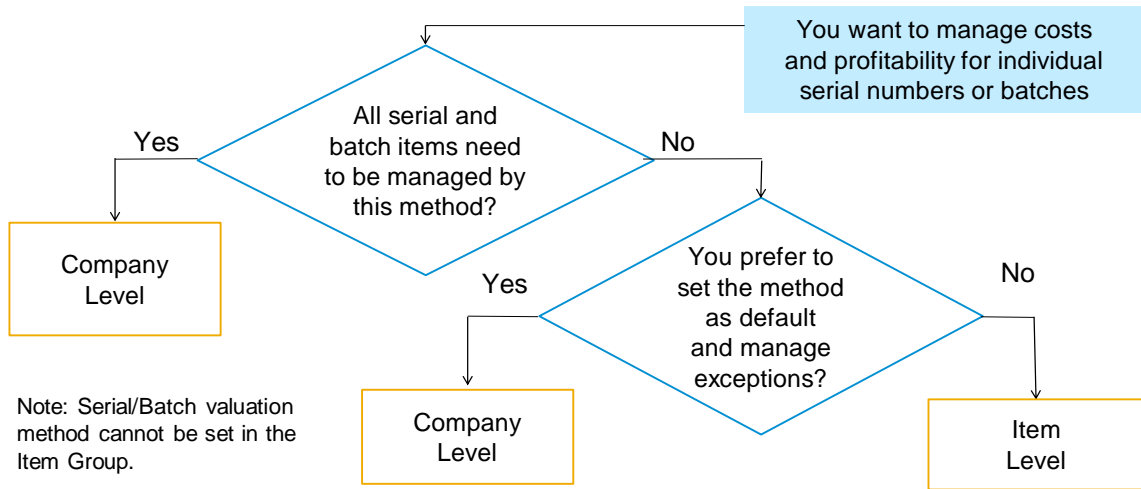 You want to manage costs
and profitability for individual
serial numbers or batches
All serial and
batch items need
to be managed by
this method?
Yes
No
Company
Level
You prefer to
set the method
as default
and manage
exceptions?
Yes
No
Company
Level
Item
Level
Note: Serial/Batch valuation
method cannot be set in the
Item Group.